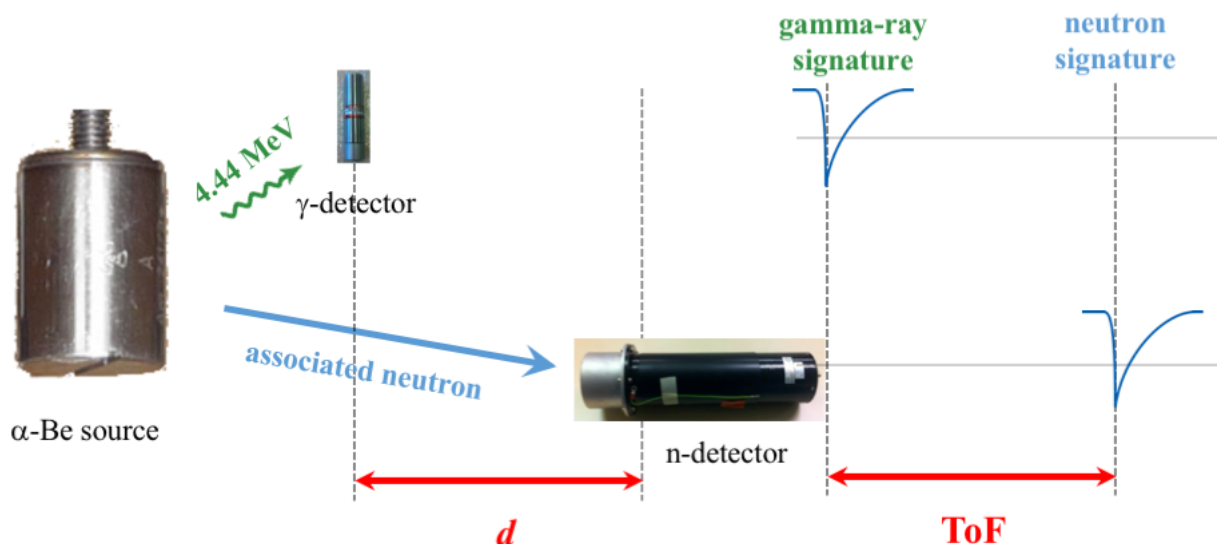 gamma-ray
signature
neutron
signature
4.44 MeV
γ-detector
associated neutron
α-Be source
n-detector
d
ToF